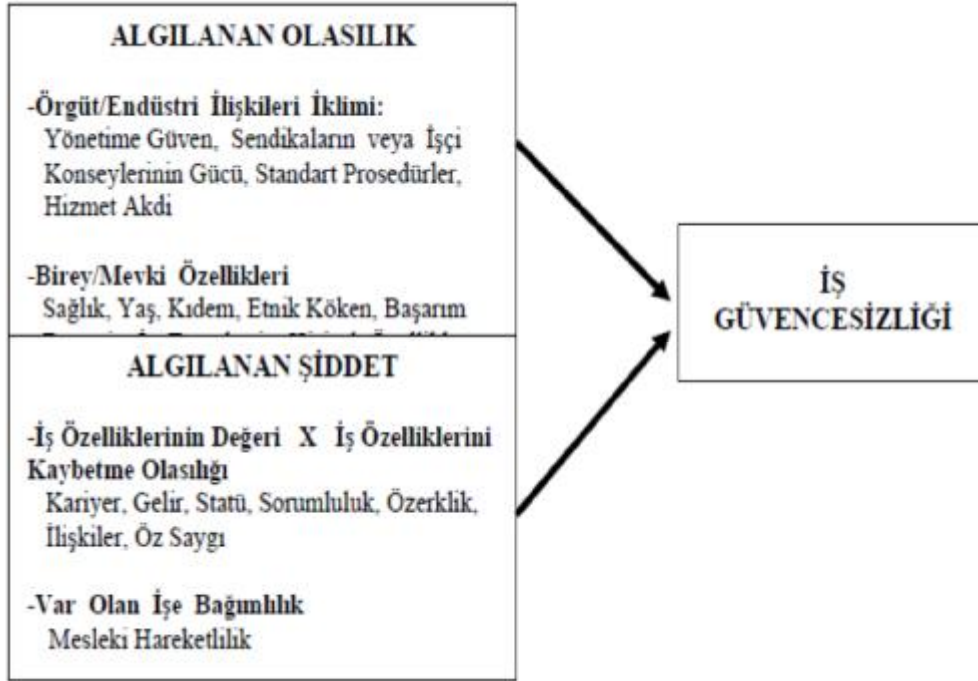 ALGILANAN OLASILIK
-Örgüt/Endüstri İlişkileri İklimi:
Yönetime Güven, Sendikaların veya İşçi
Konseylerinin Gücü, Standart Prosedürler,
Hizmet Akdi
-Birey/Mevki Özellikleri
Sağlık, Yaş, Kıdem, Etnik Köken, Başarım
ALGILANAN ŞİDDET
-İş Özelliklerinin Değeri X İş Özelliklerini
Kaybetme Olasılığı
Kariyer, Gelir, Statü, Sorumluluk, Özerklik,
İlişkiler, Öz Saygı
-Var Olan İşe Bağımlılık
Mesleki Hareketlilik
İŞ
GÜVENCESİZLİĞİ